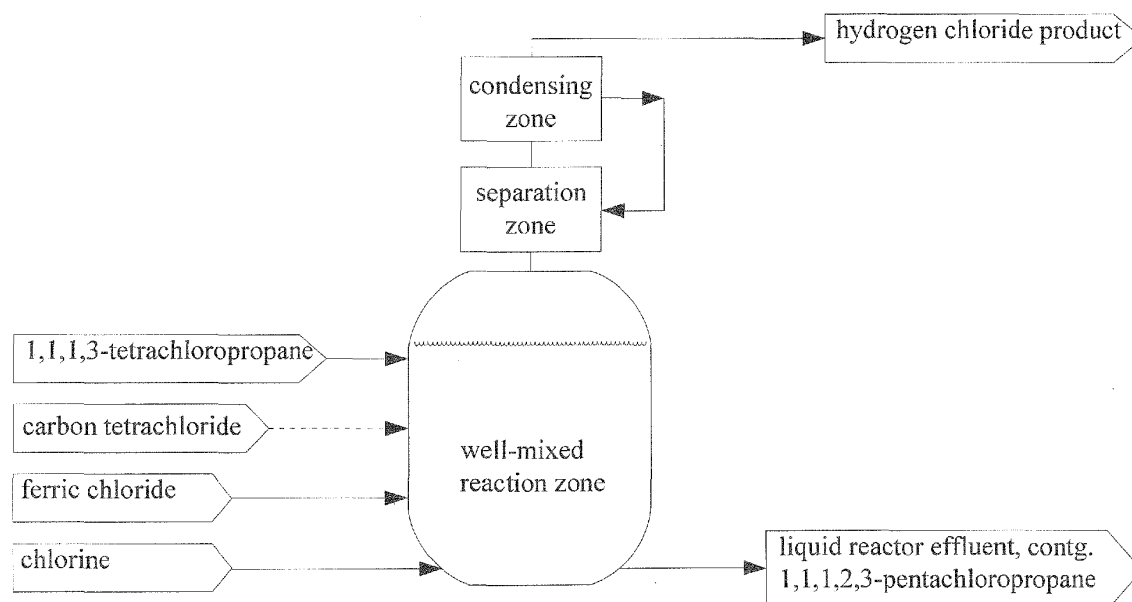 hydrogen chloride product
condensing
zone
separation
zone
1,1,1,3-tetrachloropropane
carbon tetrachloride
well-mixed
reaction zone
ferric chloride
chlorine
liquid reactor effluent, contg.
1,1,1,2,3-pentachloropropane